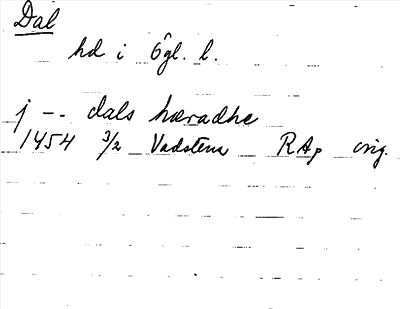 Dal
hd i Ögl. l.
j -- dals hæradhe
1454 3/2 Vadstena RAp orig.